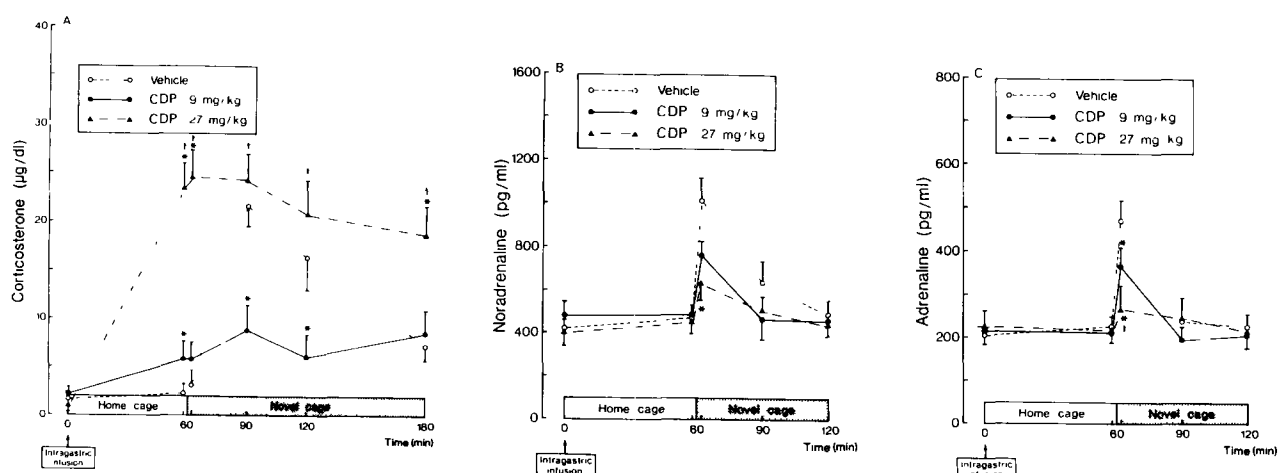 A
40
30
20
10
0
Corticosterone (µg/dl)
Vehicle
CDP 9 mg/kg
CDP 27 mg/kg
† * † * † † † *
* * *
Home cage
Novel cage
0 60 90 120 180
Time (min)
Intragastric
infusion
B
1600
1200
800
400
0
Noradrenaline (pg/ml)
Vehicle
CDP 9 mg/kg
CDP 27 mg/kg
*
Home cage
Novel cage
0 60 90 120
Time (min)
Intragastric
infusion
C
800
600
400
200
0
Adrenaline (pg/ml)
Vehicle
CDP 9 mg/kg
CDP 27 mg/kg
*
*
†
Home cage
Novel cage
0 60 90 120
Time (min)
Intragastric
infusion